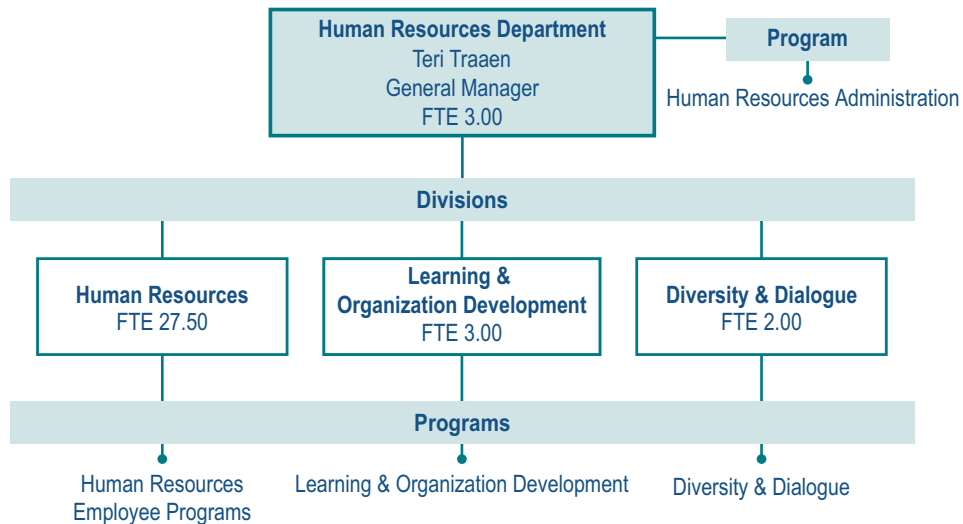 Human Resources Department
Teri Traaen
General Manager
FTE 3.00
Program
Human Resources Administration
Divisions
Human Resources
FTE 27.50
Learning &
Organization Development
FTE 3.00
Diversity & Dialogue
FTE 2.00
Programs
Human Resources
Employee Programs
Learning & Organization Development
Diversity & Dialogue